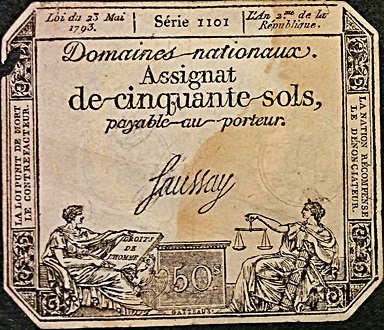 Loi du 23 Mai
1793.
Série 1101
L'An 2.me de la
République.
Domaines nationaux.
Assignat
de cinquante sols,
payable au porteur.
Saussay
LA LOI PUNIT DE MORT
LE CONTREFACTEUR
LA NATION RÉCOMPENSE
LE DÉNONCIATEUR.
DROITS
DE
L'HOMME
50s
GATTEAUX